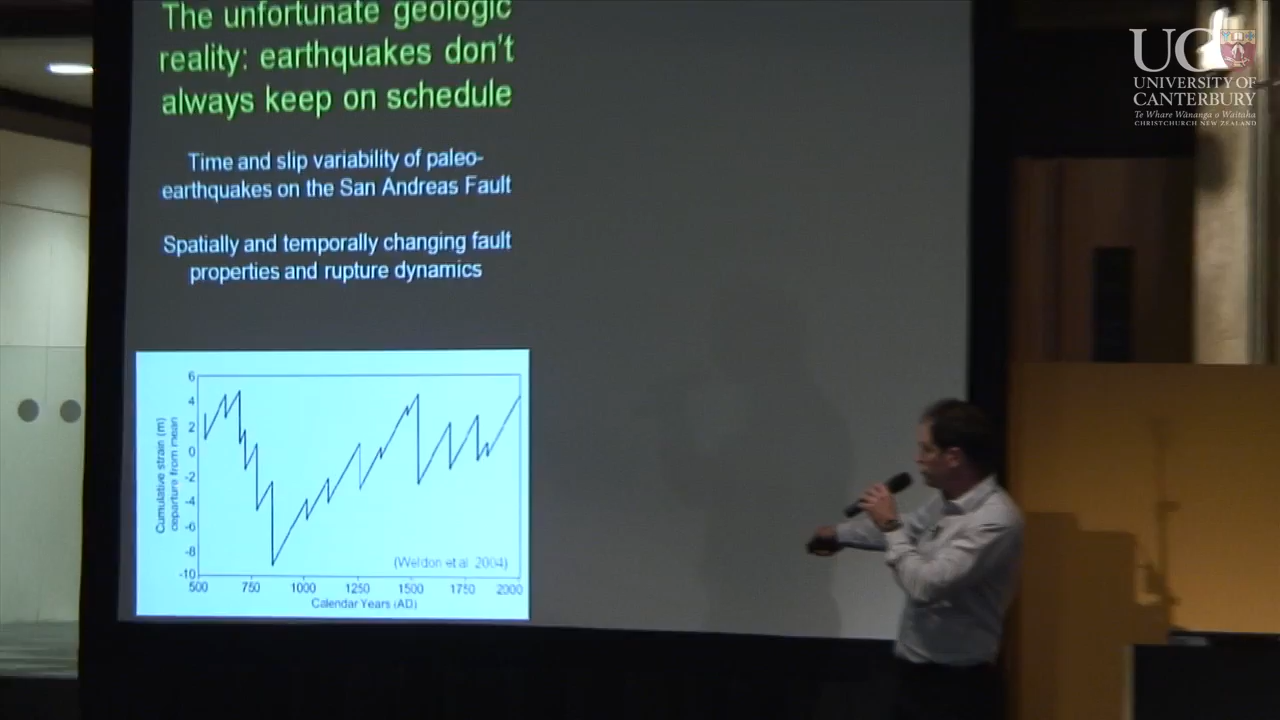 The unfortunate geologic
reality: earthquakes don't
always keep on schedule
Time and slip variability of paleo-
earthquakes on the San Andreas Fault
Spatially and temporally changing fault
properties and rupture dynamics
Cumulative strain (m)
departure from mean
6
4
2
0
-2
-4
-6
-8
-10
(Weldon et al. 2004)
500 750 1000 1250 1500 1750 2000
Calendar Years (AD)
UC
UNIVERSITY OF
CANTERBURY
Te Whare Wānanga o Waitaha
CHRISTCHURCH NEW ZEALAND